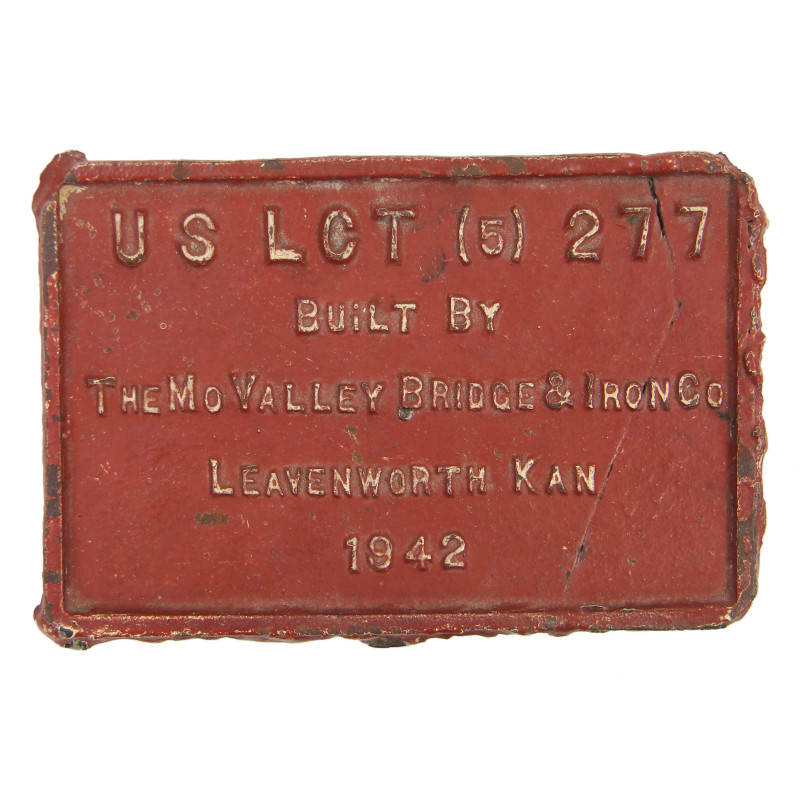 US LCT (5) 277
BUiLT BY
THE MO VALLEY BRIDGE & IRON CO
LEAVENWORTH KAN
1942